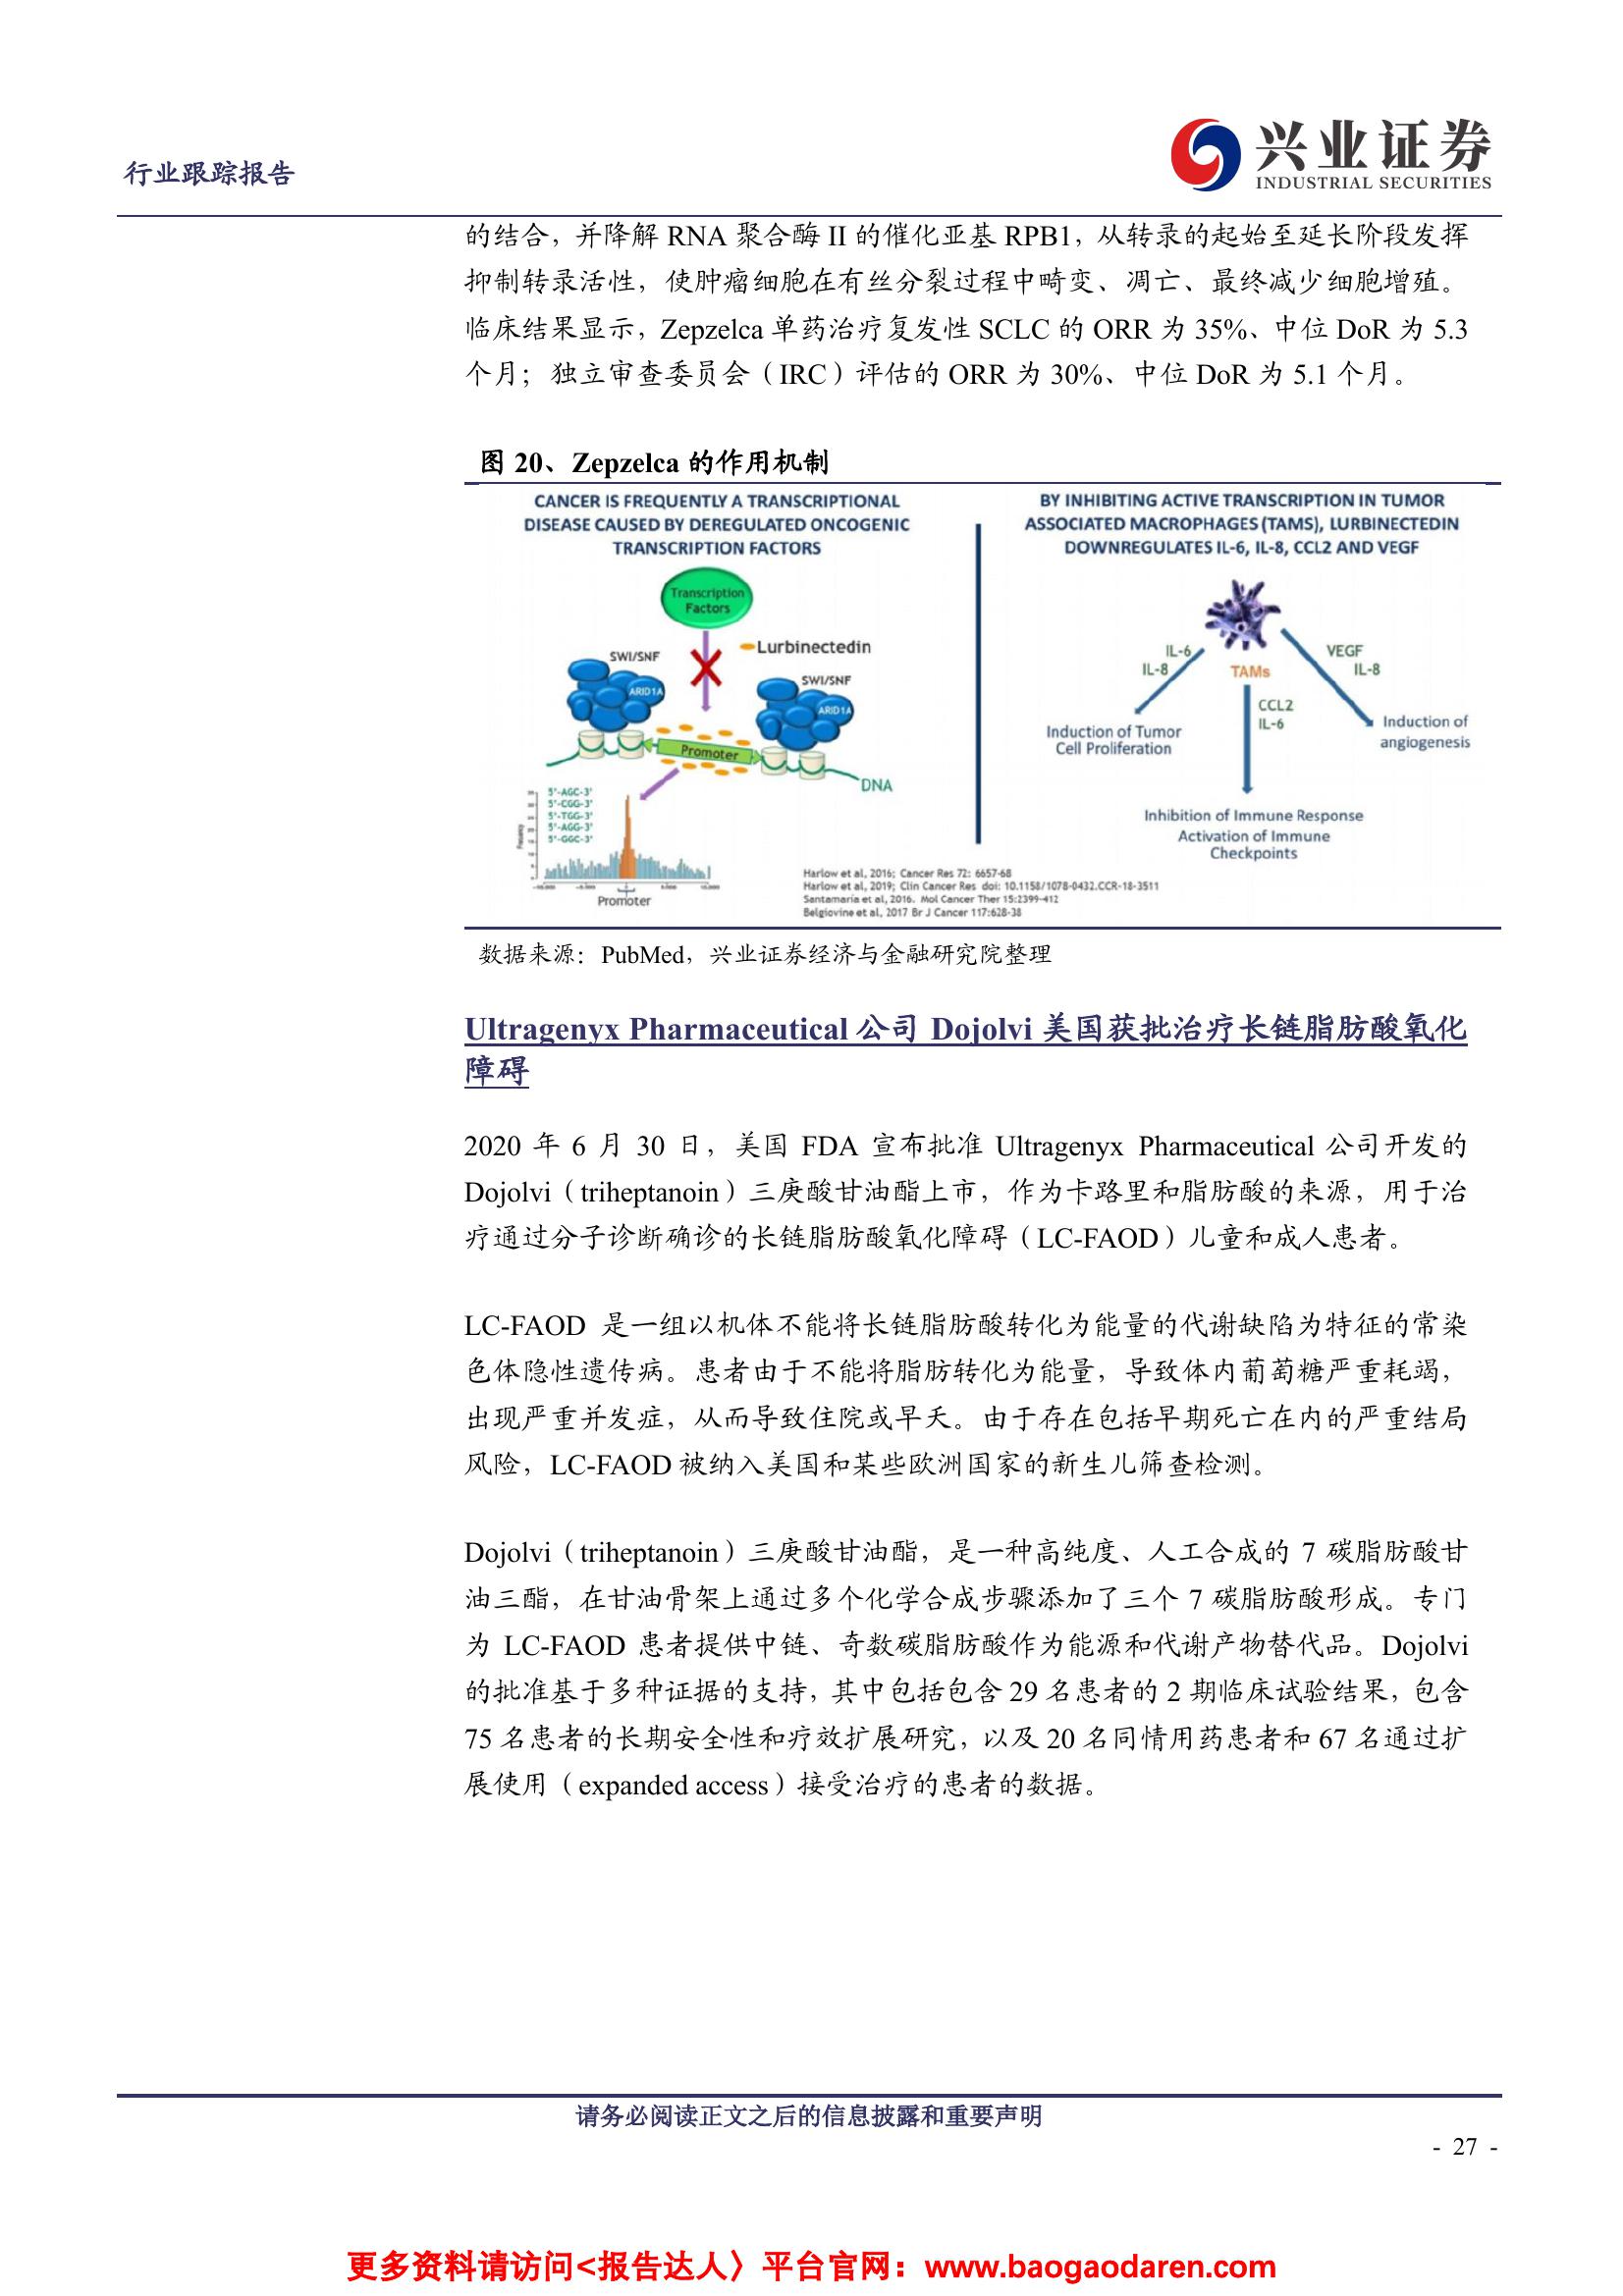 行业跟踪报告
兴业证券
INDUSTRIAL SECURITIES
的结合，并降解 RNA 聚合酶 II 的催化亚基 RPB1，从转录的起始至延长阶段发挥
抑制转录活性，使肿瘤细胞在有丝分裂过程中畸变、凋亡、最终减少细胞增殖。
临床结果显示，Zepzelca 单药治疗复发性 SCLC 的 ORR 为 35%、中位 DoR 为 5.3
个月；独立审查委员会（IRC）评估的 ORR 为 30%、中位 DoR 为 5.1 个月。
图 20、Zepzelca 的作用机制
CANCER IS FREQUENTLY A TRANSCRIPTIONAL
DISEASE CAUSED BY DEREGULATED ONCOGENIC
TRANSCRIPTION FACTORS
Transcription
Factors
Lurbinectedin
SWI/SNF
ARID1A
SWI/SNF
ARID1A
Promoter
DNA
5'-AGC-3'
5'-CGG-3'
5'-TGG-3'
5'-AGG-3'
5'-GGC-3'
Promoter
BY INHIBITING ACTIVE TRANSCRIPTION IN TUMOR
ASSOCIATED MACROPHAGES (TAMS), LURBINECTEDIN
DOWNREGULATES IL-6, IL-8, CCL2 AND VEGF
IL-6
IL-8
TAMs
VEGF
IL-8
CCL2
IL-6
Induction of Tumor
Cell Proliferation
Induction of
angiogenesis
Inhibition of Immune Response
Activation of Immune
Checkpoints
Harlow et al, 2016; Cancer Res 72: 6657-68
Harlow et al, 2019; Clin Cancer Res doi: 10.1158/1078-0432.CCR-18-3511
Santamaria et al, 2016. Mol Cancer Ther 15:2399-412
Belgiovine et al, 2017 Br J Cancer 117:628-38
数据来源：PubMed，兴业证券经济与金融研究院整理
Ultragenyx Pharmaceutical 公司 Dojolvi 美国获批治疗长链脂肪酸氧化
障碍
2020 年 6 月 30 日，美国 FDA 宣布批准 Ultragenyx Pharmaceutical 公司开发的
Dojolvi（triheptanoin）三庚酸甘油酯上市，作为卡路里和脂肪酸的来源，用于治
疗通过分子诊断确诊的长链脂肪酸氧化障碍（LC-FAOD）儿童和成人患者。
LC-FAOD 是一组以机体不能将长链脂肪酸转化为能量的代谢缺陷为特征的常染
色体隐性遗传病。患者由于不能将脂肪转化为能量，导致体内葡萄糖严重耗竭，
出现严重并发症，从而导致住院或早夭。由于存在包括早期死亡在内的严重结局
风险，LC-FAOD 被纳入美国和某些欧洲国家的新生儿筛查检测。
Dojolvi（triheptanoin）三庚酸甘油酯，是一种高纯度、人工合成的 7 碳脂肪酸甘
油三酯，在甘油骨架上通过多个化学合成步骤添加了三个 7 碳脂肪酸形成。专门
为 LC-FAOD 患者提供中链、奇数碳脂肪酸作为能源和代谢产物替代品。Dojolvi
的批准基于多种证据的支持，其中包括包含 29 名患者的 2 期临床试验结果，包含
75 名患者的长期安全性和疗效扩展研究，以及 20 名同情用药患者和 67 名通过扩
展使用（expanded access）接受治疗的患者的数据。
请务必阅读正文之后的信息披露和重要声明
- 27 -
更多资料请访问<报告达人〉平台官网：www.baogaodaren.com